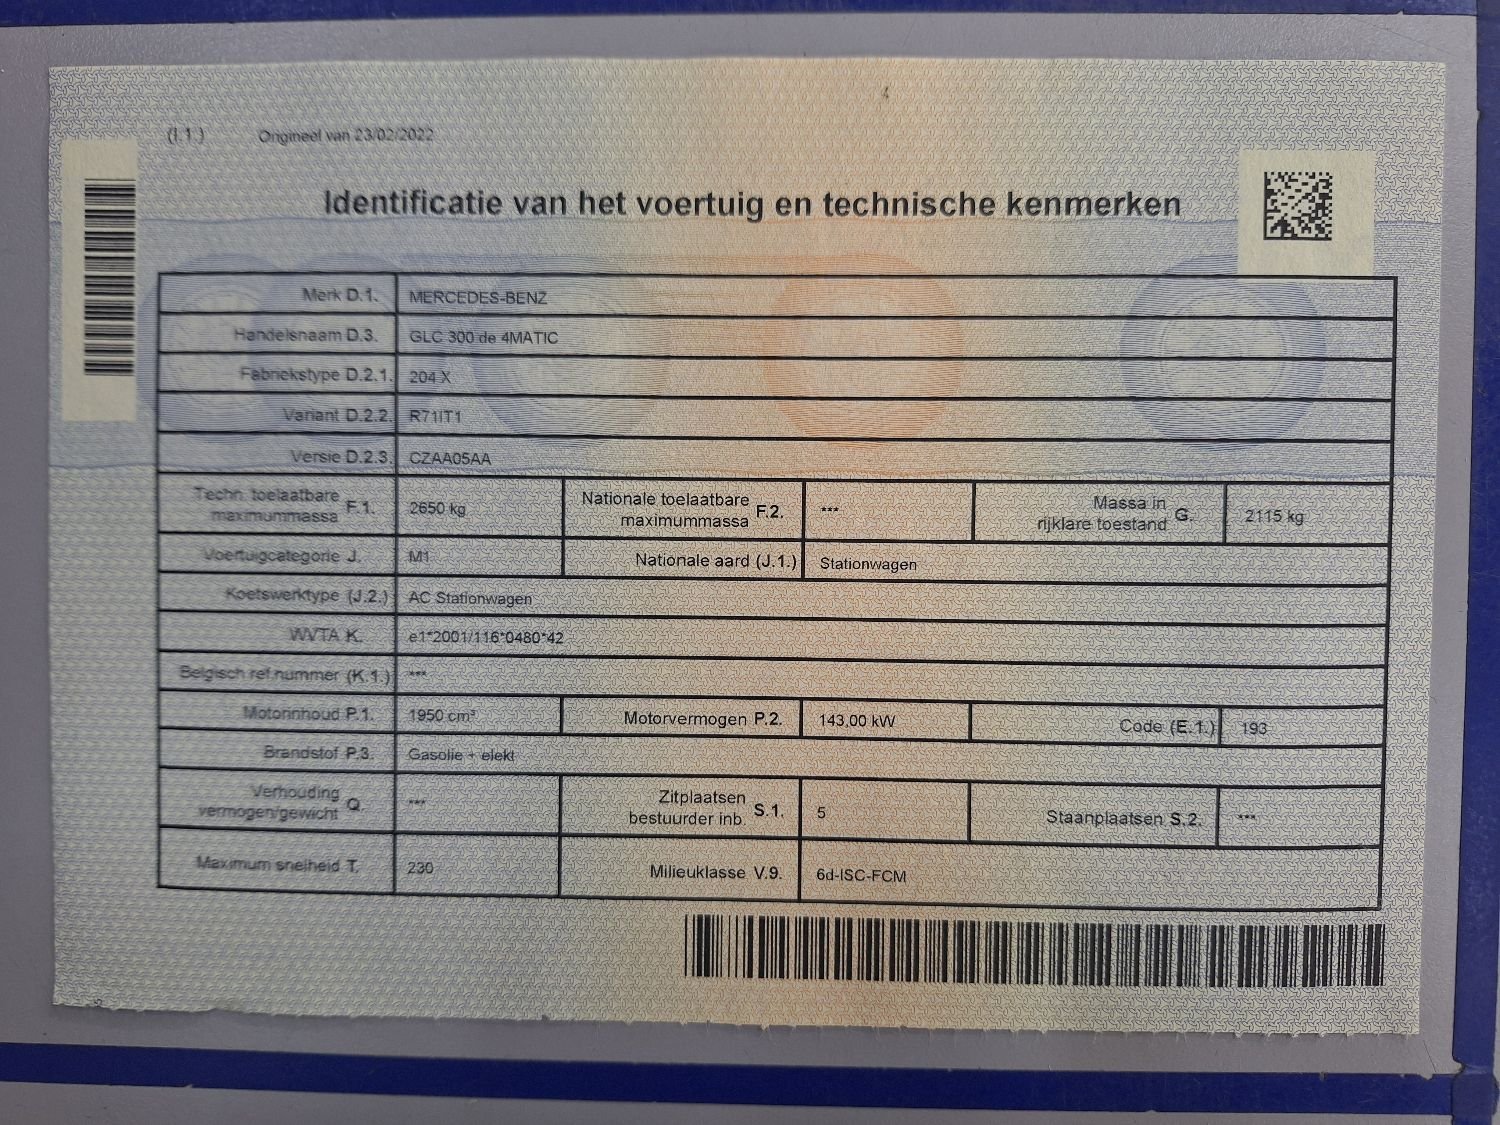 (I.1.) Origineel van 23/02/2022
Identificatie van het voertuig en technische kenmerken
Merk D.1. MERCEDES-BENZ
Handelsnaam D.3. GLC 300 de 4MATIC
Fabriekstype D.2.1. 204 X
Variant D.2.2. R71IT1
Versie D.2.3. CZAA05AA
Techn. toelaatbare maximummassa F.1. 2650 kg Nationale toelaatbare maximummassa F.2. *** Massa in rijklare toestand G. 2115 kg
Voertuigcategorie J. M1 Nationale aard (J.1.) Stationwagen
Koetswerktype (J.2.) AC Stationwagen
WVTA K. e1*2001/116*0480*42
Belgisch ref.nummer (K.1.) ***
Motorinhoud P.1. 1950 cm³ Motorvermogen P.2. 143,00 kW Code (E.1.) 193
Brandstof P.3. Gasolie + elekt
Verhouding vermogen/gewicht Q. *** Zitplaatsen bestuurder inb. S.1. 5 Staanplaatsen S.2. ***
Maximum snelheid T. 230 Milieuklasse V.9. 6d-ISC-FCM